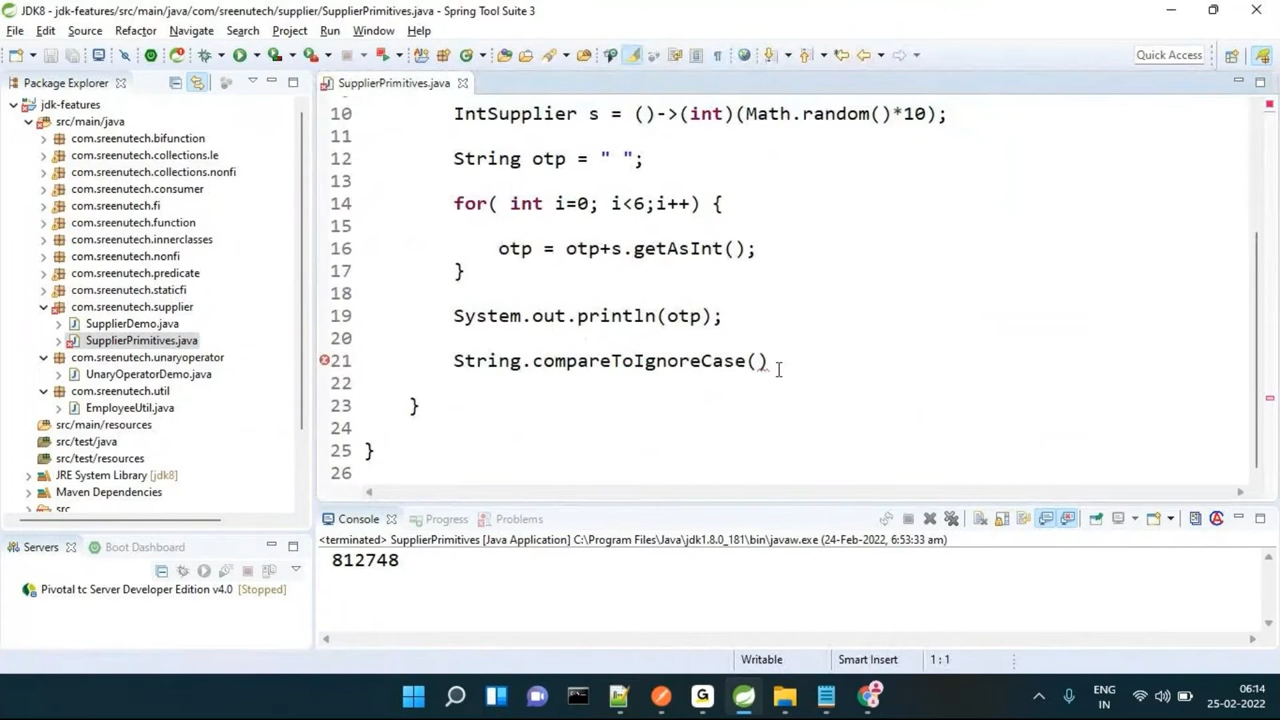 JDK8 - jdk-features/src/main/java/com/sreenutech/supplier/SupplierPrimitives.java - Spring Tool Suite 3
File Edit Source Refactor Navigate Search Project Run Window Help
Quick Access
Package Explorer
jdk-features
src/main/java
com.sreenutech.bifunction
com.sreenutech.collections.le
com.sreenutech.collections.nonfi
com.sreenutech.consumer
com.sreenutech.fi
com.sreenutech.function
com.sreenutech.innerclasses
com.sreenutech.nonfi
com.sreenutech.predicate
com.sreenutech.staticfi
com.sreenutech.supplier
SupplierDemo.java
SupplierPrimitives.java
com.sreenutech.unaryoperator
UnaryOperatorDemo.java
com.sreenutech.util
EmployeeUtil.java
src/main/resources
src/test/java
src/test/resources
JRE System Library [jdk8]
Maven Dependencies
src
Servers Boot Dashboard
Pivotal tc Server Developer Edition v4.0 [Stopped]
SupplierPrimitives.java
10 IntSupplier s = ()->(int)(Math.random()*10);
11
12 String otp = " ";
13
14 for( int i=0; i<6;i++) {
15
16 otp = otp+s.getAsInt();
17 }
18
19 System.out.println(otp);
20
21 String.compareToIgnoreCase()
22
23 }
24
25 }
26
Console Progress Problems
<terminated> SupplierPrimitives [Java Application] C:\Program Files\Java\jdk1.8.0_181\bin\javaw.exe (24-Feb-2022, 6:53:33 am)
812748
Writable Smart Insert 1 : 1
ENG
IN
06:14
25-02-2022